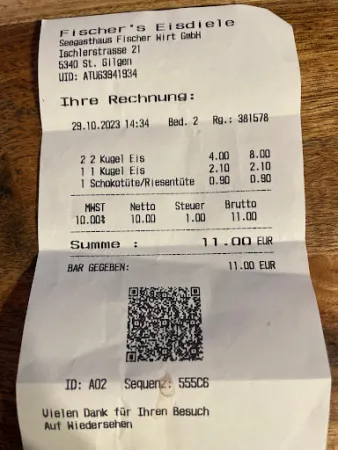 Fischer's Eisdiele
Seegasthaus Fischer Wirt GmbH
Ischlerstrasse 21
5340 St. Gilgen
UID: ATU63941934
Ihre Rechnung:
29.10.2023 14:34 Bed. 2 Rg.: 381578
2 2 Kugel Eis 4.00 8.00
1 1 Kugel Eis 2.10 2.10
1 Schokotüte/Riesentüte 0.90 0.90
MWST Netto Steuer Brutto
10.00% 10.00 1.00 11.00
Summe : 11.00 EUR
BAR GEGEBEN: 11.00 EUR
ID: A02 Sequenz: 555C6
Vielen Dank für Ihren Besuch
Auf Wiedersehen